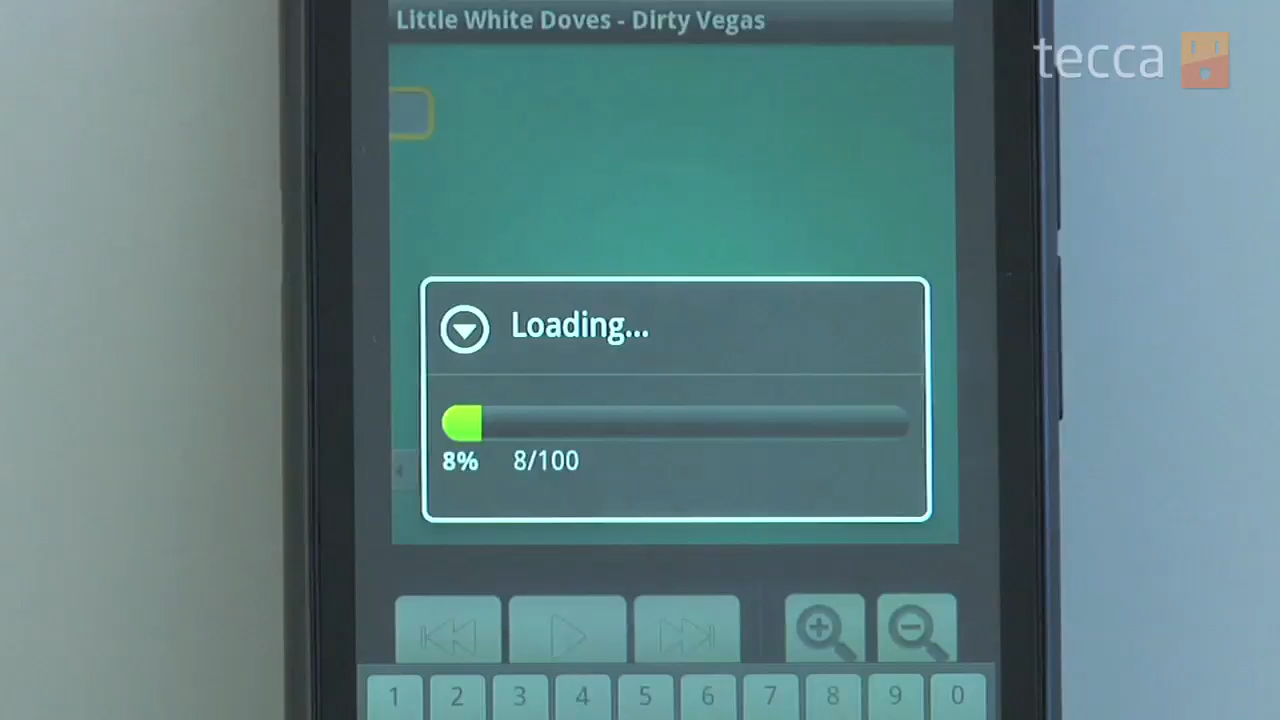 Little White Doves - Dirty Vegas
tecca
Loading...
8% 8/100
1 2 3 4 5 6 7 8 9 0